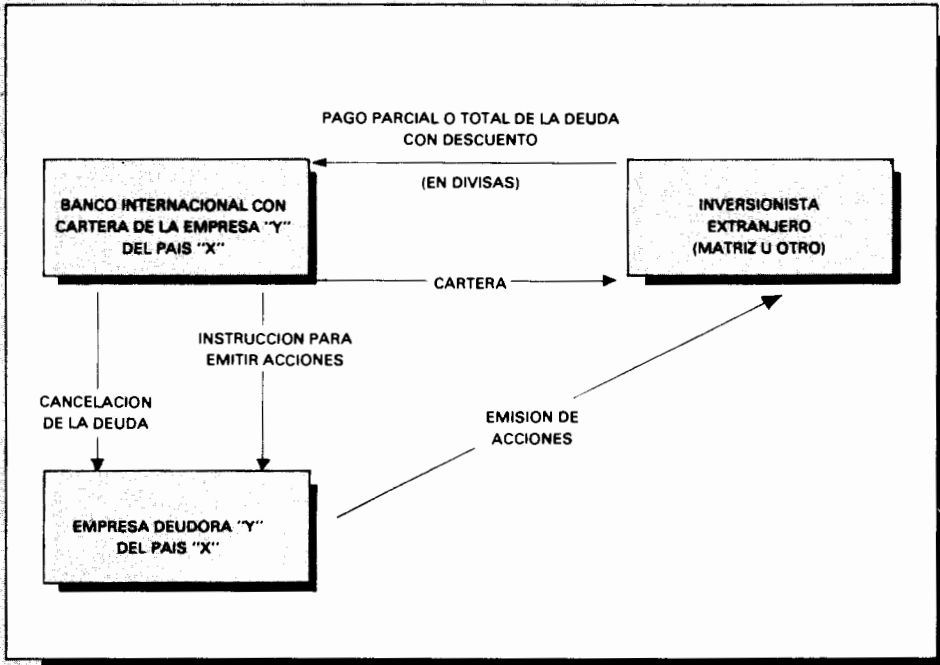 PAGO PARCIAL O TOTAL DE LA DEUDA
CON DESCUENTO
(EN DIVISAS)
BANCO INTERNACIONAL CON
CARTERA DE LA EMPRESA "Y"
DEL PAIS "X"
INVERSIONISTA
EXTRANJERO
(MATRIZ U OTRO)
CARTERA
INSTRUCCION PARA
EMITIR ACCIONES
CANCELACION
DE LA DEUDA
EMISION DE
ACCIONES
EMPRESA DEUDORA "Y"
DEL PAIS "X"